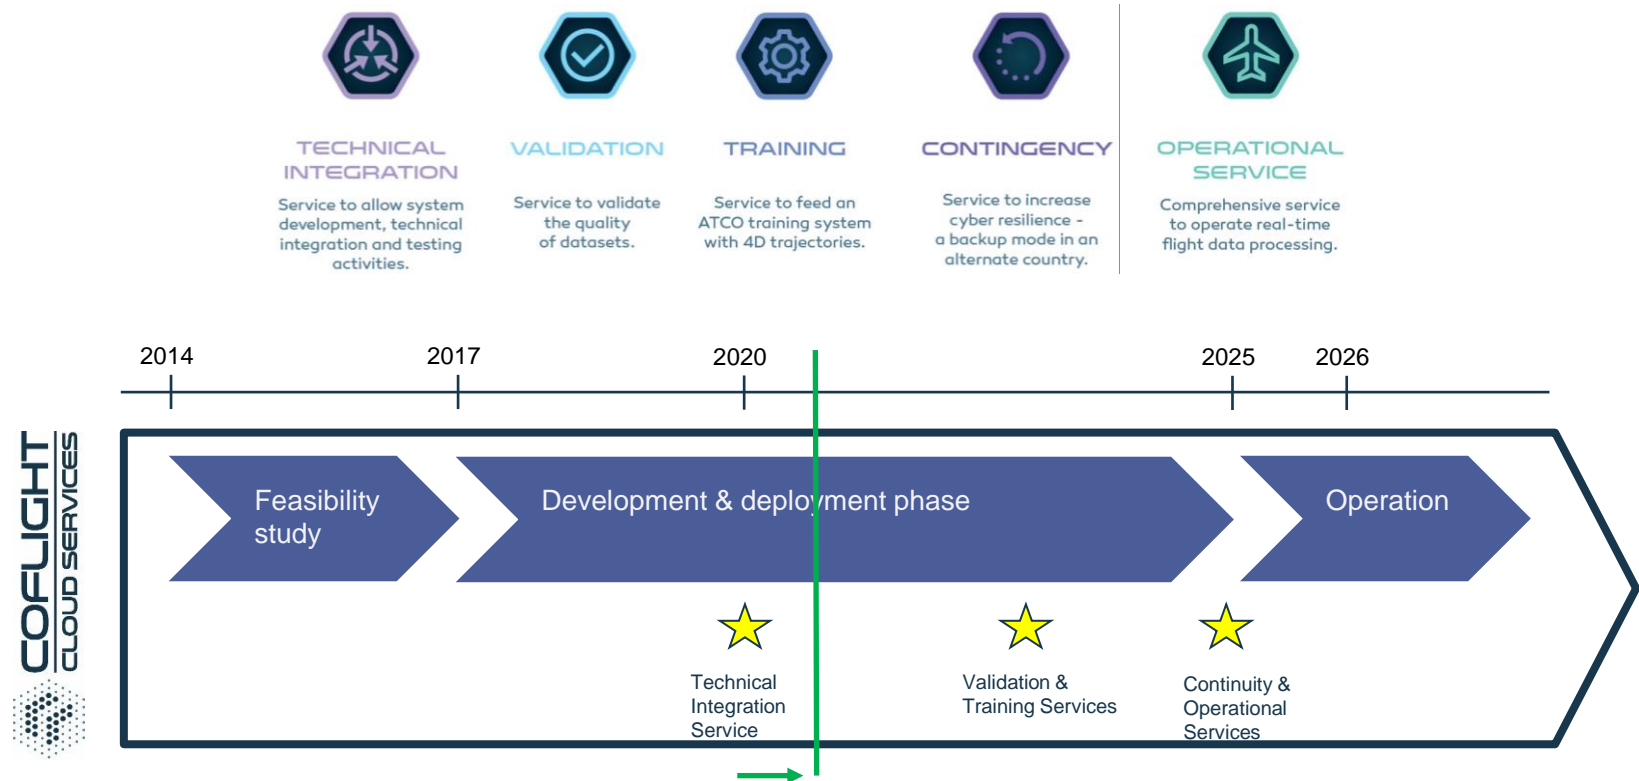 TECHNICAL
INTEGRATION
Service to allow system
development, technical
integration and testing
activities.
VALIDATION
Service to validate
the quality
of datasets.
TRAINING
Service to feed an
ATCO training system
with 4D trajectories.
CONTINGENCY
Service to increase
cyber resilience -
a backup mode in an
alternate country.
OPERATIONAL
SERVICE
Comprehensive service
to operate real-time
flight data processing.
2014
2017
2020
2025
2026
COFLIGHT
CLOUD SERVICES
Feasibility
study
Development & deployment phase
Operation
Technical
Integration
Service
Validation &
Training Services
Continuity &
Operational
Services